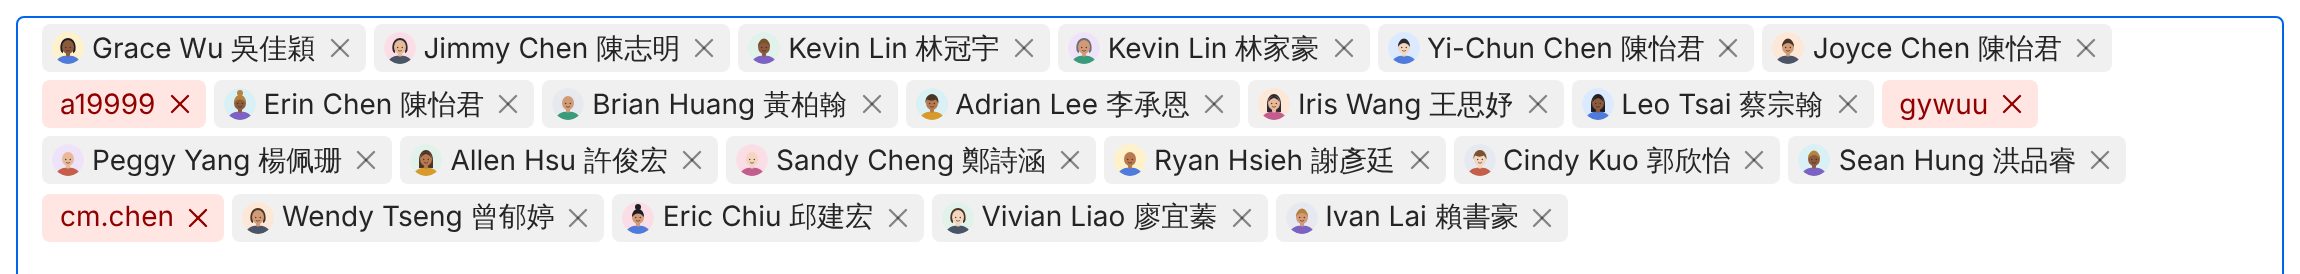 Grace Wu 吳佳穎 Jimmy Chen 陳志明 Kevin Lin 林冠宇 Kevin Lin 林家豪 Yi-Chun Chen 陳怡君 Joyce Chen 陳怡君
a19999 Erin Chen 陳怡君 Brian Huang 黃柏翰 Adrian Lee 李承恩 Iris Wang 王思妤 Leo Tsai 蔡宗翰 gywuu
Peggy Yang 楊佩珊 Allen Hsu 許俊宏 Sandy Cheng 鄭詩涵 Ryan Hsieh 謝彥廷 Cindy Kuo 郭欣怡 Sean Hung 洪品睿
cm.chen Wendy Tseng 曾郁婷 Eric Chiu 邱建宏 Vivian Liao 廖宜蓁 Ivan Lai 賴書豪